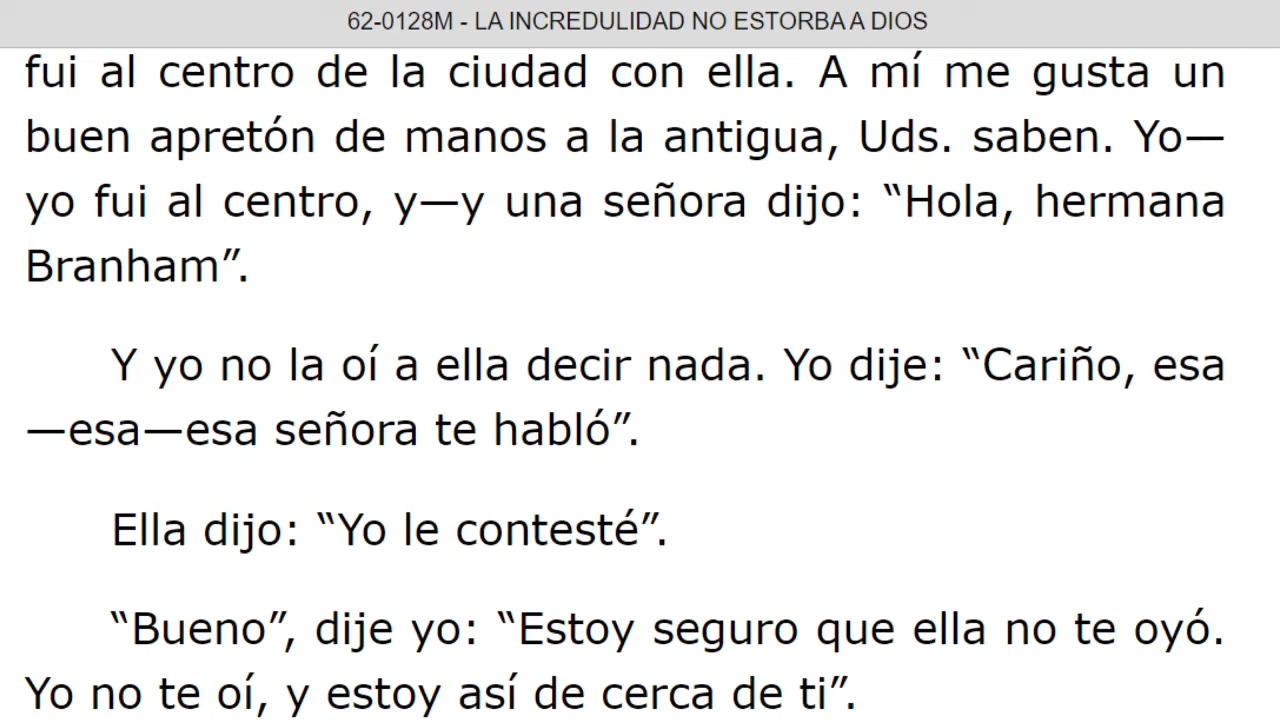 62-0128M - LA INCREDULIDAD NO ESTORBA A DIOS
fui al centro de la ciudad con ella. A mí me gusta un
buen apretón de manos a la antigua, Uds. saben. Yo—
yo fui al centro, y—y una señora dijo: “Hola, hermana
Branham”.
Y yo no la oí a ella decir nada. Yo dije: “Cariño, esa
—esa—esa señora te habló”.
Ella dijo: “Yo le contesté”.
“Bueno”, dije yo: “Estoy seguro que ella no te oyó.
Yo no te oí, y estoy así de cerca de ti”.